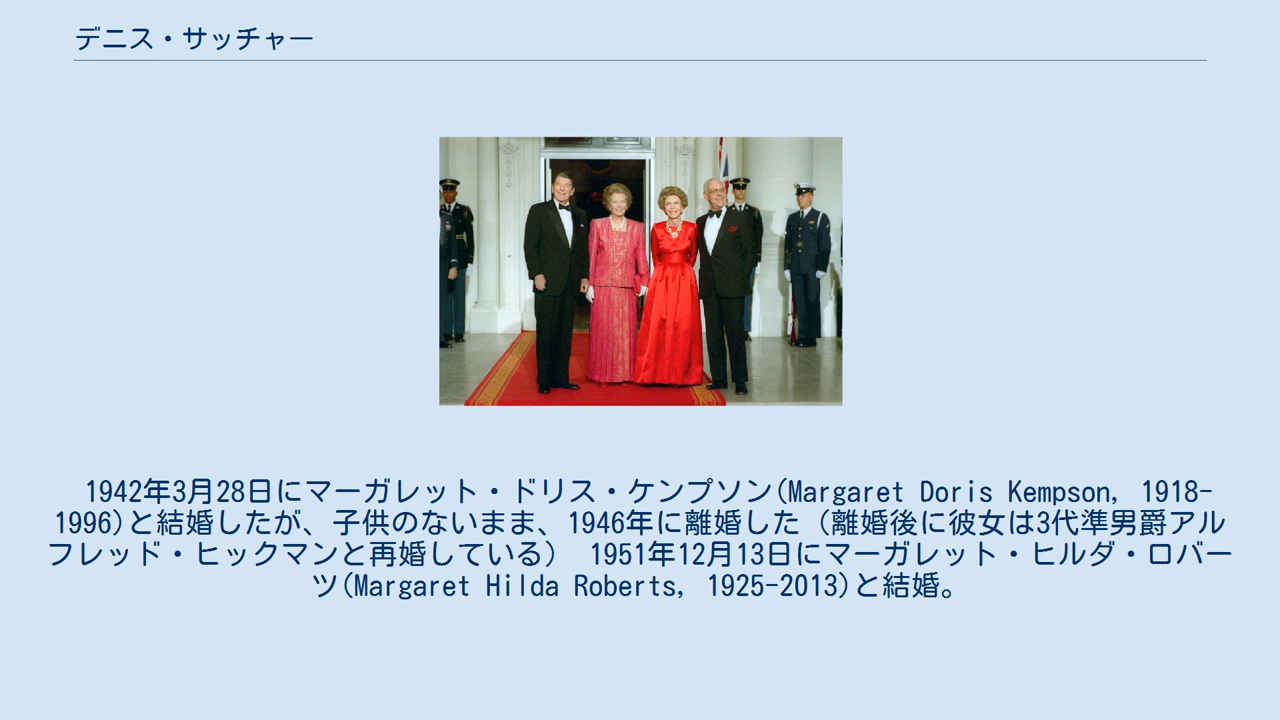 デニス・サッチャー
1942年3月28日にマーガレット・ドリス・ケンプソン(Margaret Doris Kempson, 1918-
1996)と結婚したが、子供のないまま、1946年に離婚した（離婚後に彼女は3代準男爵アル
フレッド・ヒックマンと再婚している） 1951年12月13日にマーガレット・ヒルダ・ロバー
ツ(Margaret Hilda Roberts, 1925-2013)と結婚。